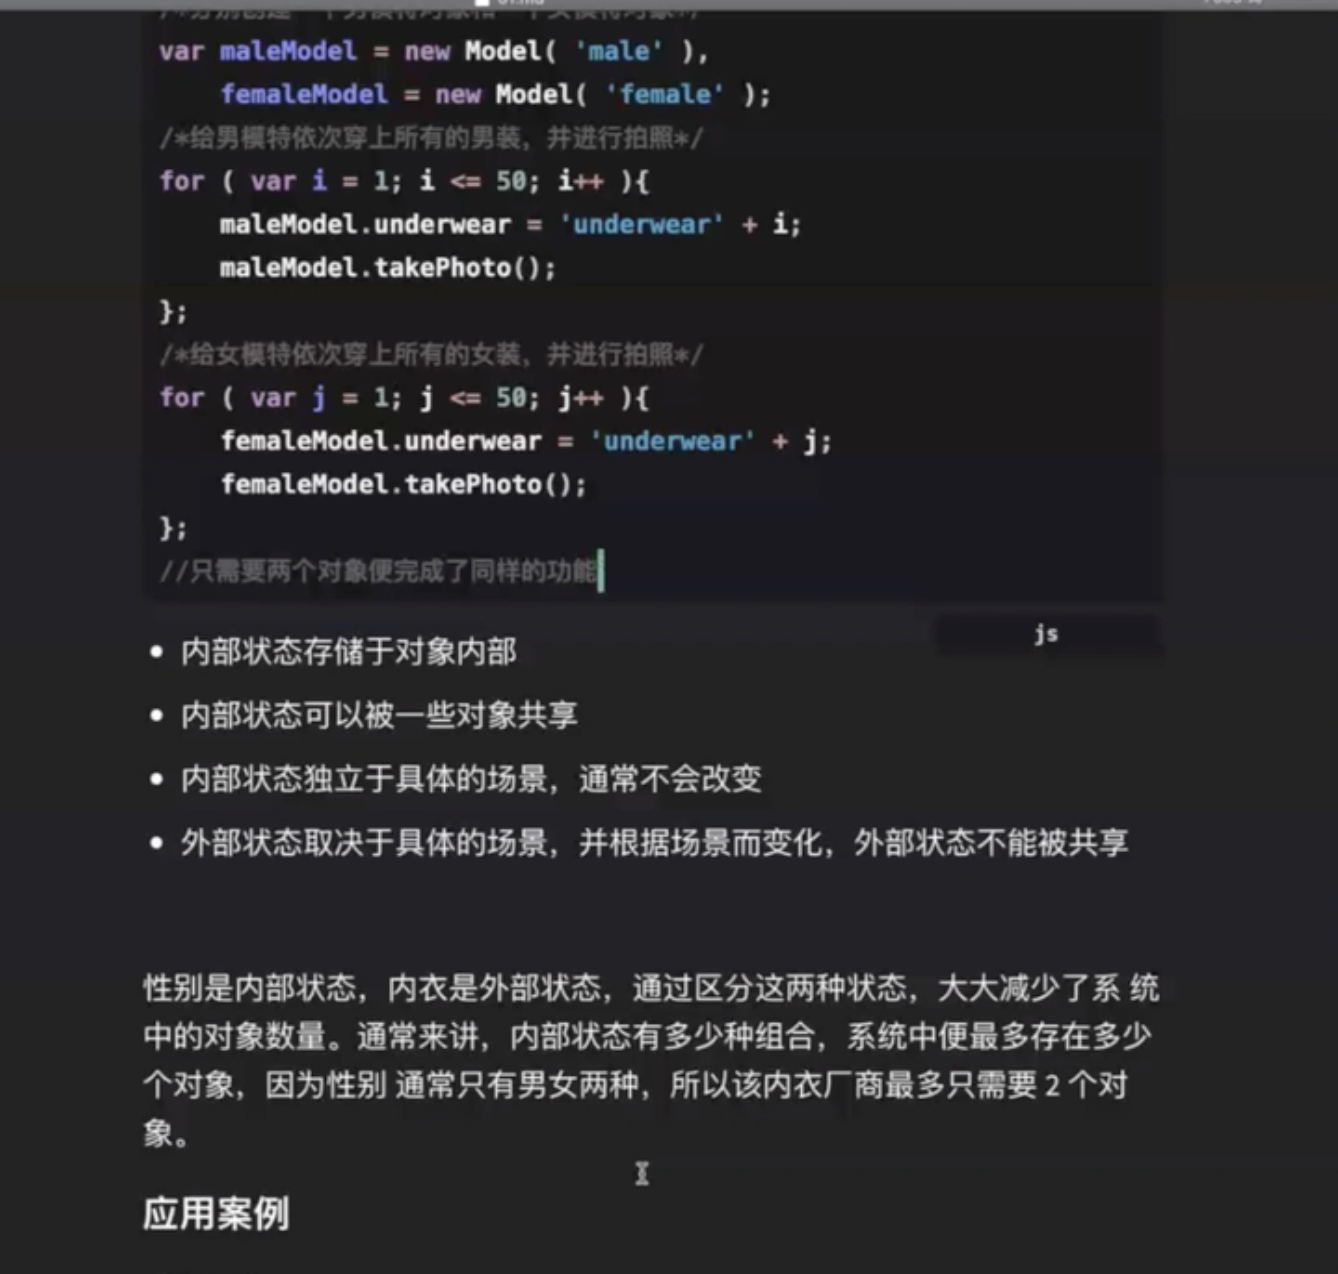 var maleModel = new Model( 'male' ),
femaleModel = new Model( 'female' );
/*给男模特依次穿上所有的男装，并进行拍照*/
for ( var i = 1; i <= 50; i++ ){
maleModel.underwear = 'underwear' + i;
maleModel.takePhoto();
};
/*给女模特依次穿上所有的女装，并进行拍照*/
for ( var j = 1; j <= 50; j++ ){
femaleModel.underwear = 'underwear' + j;
femaleModel.takePhoto();
};
//只需要两个对象便完成了同样的功能
js
• 内部状态存储于对象内部
• 内部状态可以被一些对象共享
• 内部状态独立于具体的场景，通常不会改变
• 外部状态取决于具体的场景，并根据场景而变化，外部状态不能被共享
性别是内部状态，内衣是外部状态，通过区分这两种状态，大大减少了系 统
中的对象数量。通常来讲，内部状态有多少种组合，系统中便最多存在多少
个对象，因为性别 通常只有男女两种，所以该内衣厂商最多只需要 2 个对
象。
应用案例